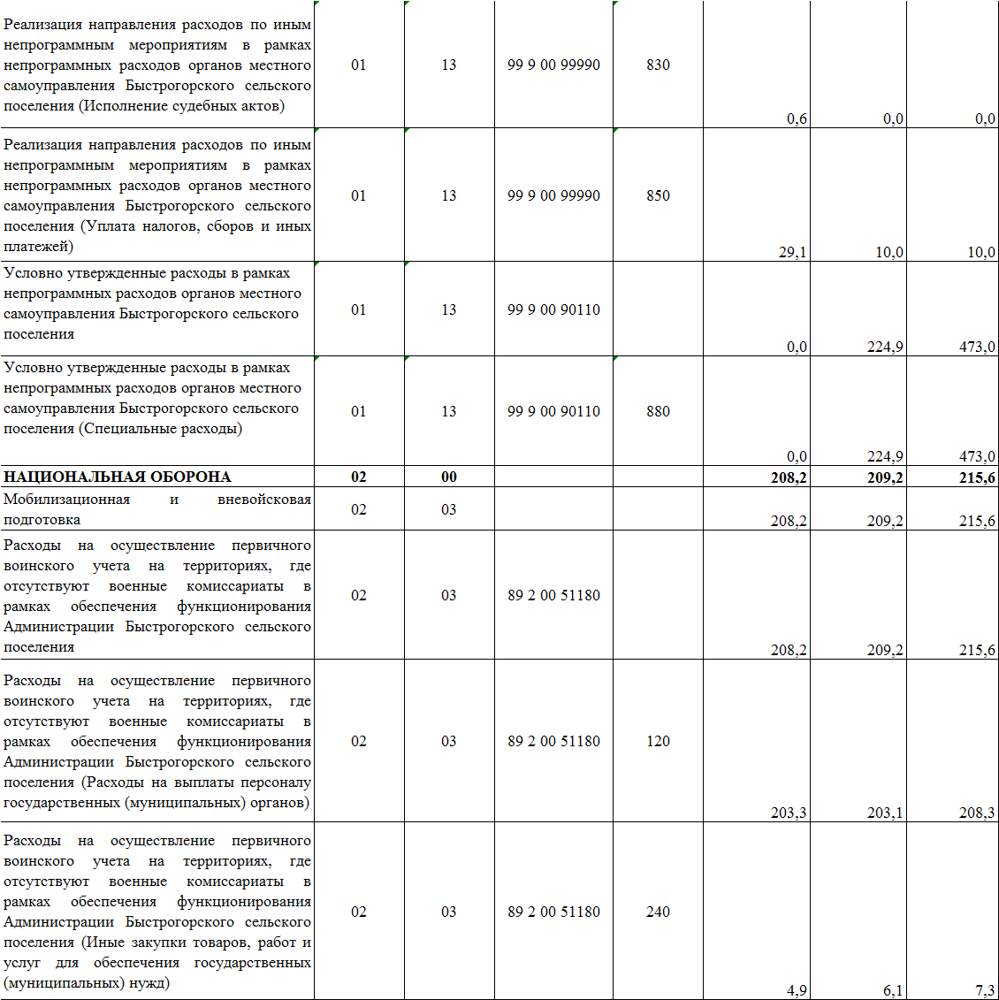 Реализация направления расходов по иным
непрограммным мероприятиям в рамках
непрограммных расходов органов местного
самоуправления Быстрогорского сельского
поселения (Исполнение судебных актов)
01 13 99 9 00 99990 830 0,6 0,0 0,0
Реализация направления расходов по иным
непрограммным мероприятиям в рамках
непрограммных расходов органов местного
самоуправления Быстрогорского сельского
поселения (Уплата налогов, сборов и иных
платежей)
01 13 99 9 00 99990 850 29,1 10,0 10,0
Условно утвержденные расходы в рамках
непрограммных расходов органов местного
самоуправления Быстрогорского сельского
поселения
01 13 99 9 00 90110 0,0 224,9 473,0
Условно утвержденные расходы в рамках
непрограммных расходов органов местного
самоуправления Быстрогорского сельского
поселения (Специальные расходы)
01 13 99 9 00 90110 880 0,0 224,9 473,0
НАЦИОНАЛЬНАЯ ОБОРОНА 02 00 208,2 209,2 215,6
Мобилизационная и вневойсковая
подготовка
02 03 208,2 209,2 215,6
Расходы на осуществление первичного
воинского учета на территориях, где
отсутствуют военные комиссариаты в
рамках обеспечения функционирования
Администрации Быстрогорского сельского
поселения
02 03 89 2 00 51180 208,2 209,2 215,6
Расходы на осуществление первичного
воинского учета на территориях, где
отсутствуют военные комиссариаты в
рамках обеспечения функционирования
Администрации Быстрогорского сельского
поселения (Расходы на выплаты персоналу
государственных (муниципальных) органов)
02 03 89 2 00 51180 120 203,3 203,1 208,3
Расходы на осуществление первичного
воинского учета на территориях, где
отсутствуют военные комиссариаты в
рамках обеспечения функционирования
Администрации Быстрогорского сельского
поселения (Иные закупки товаров, работ и
услуг для обеспечения государственных
(муниципальных) нужд)
02 03 89 2 00 51180 240 4,9 6,1 7,3